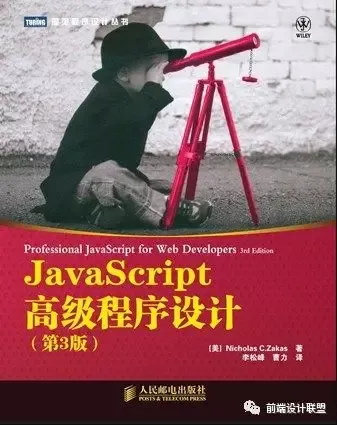 TURING
图灵程序设计丛书
WILEY
Professional JavaScript for Web Developers 3rd Edition
JavaScript
高级程序设计
（第3版）
[美] Nicholas C.Zakas 著
李松峰 曹力 译
人民邮电出版社
POSTS & TELECOM PRESS
前端设计联盟